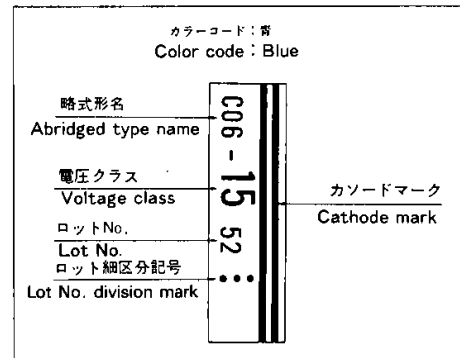 カラーコード：青
Color code : Blue
略式形名
Abridged type name
電圧クラス
Voltage class
ロットNo.
Lot No.
ロット細区分記号
Lot No. division mark
C06-15 52 •••
カソードマーク
Cathode mark